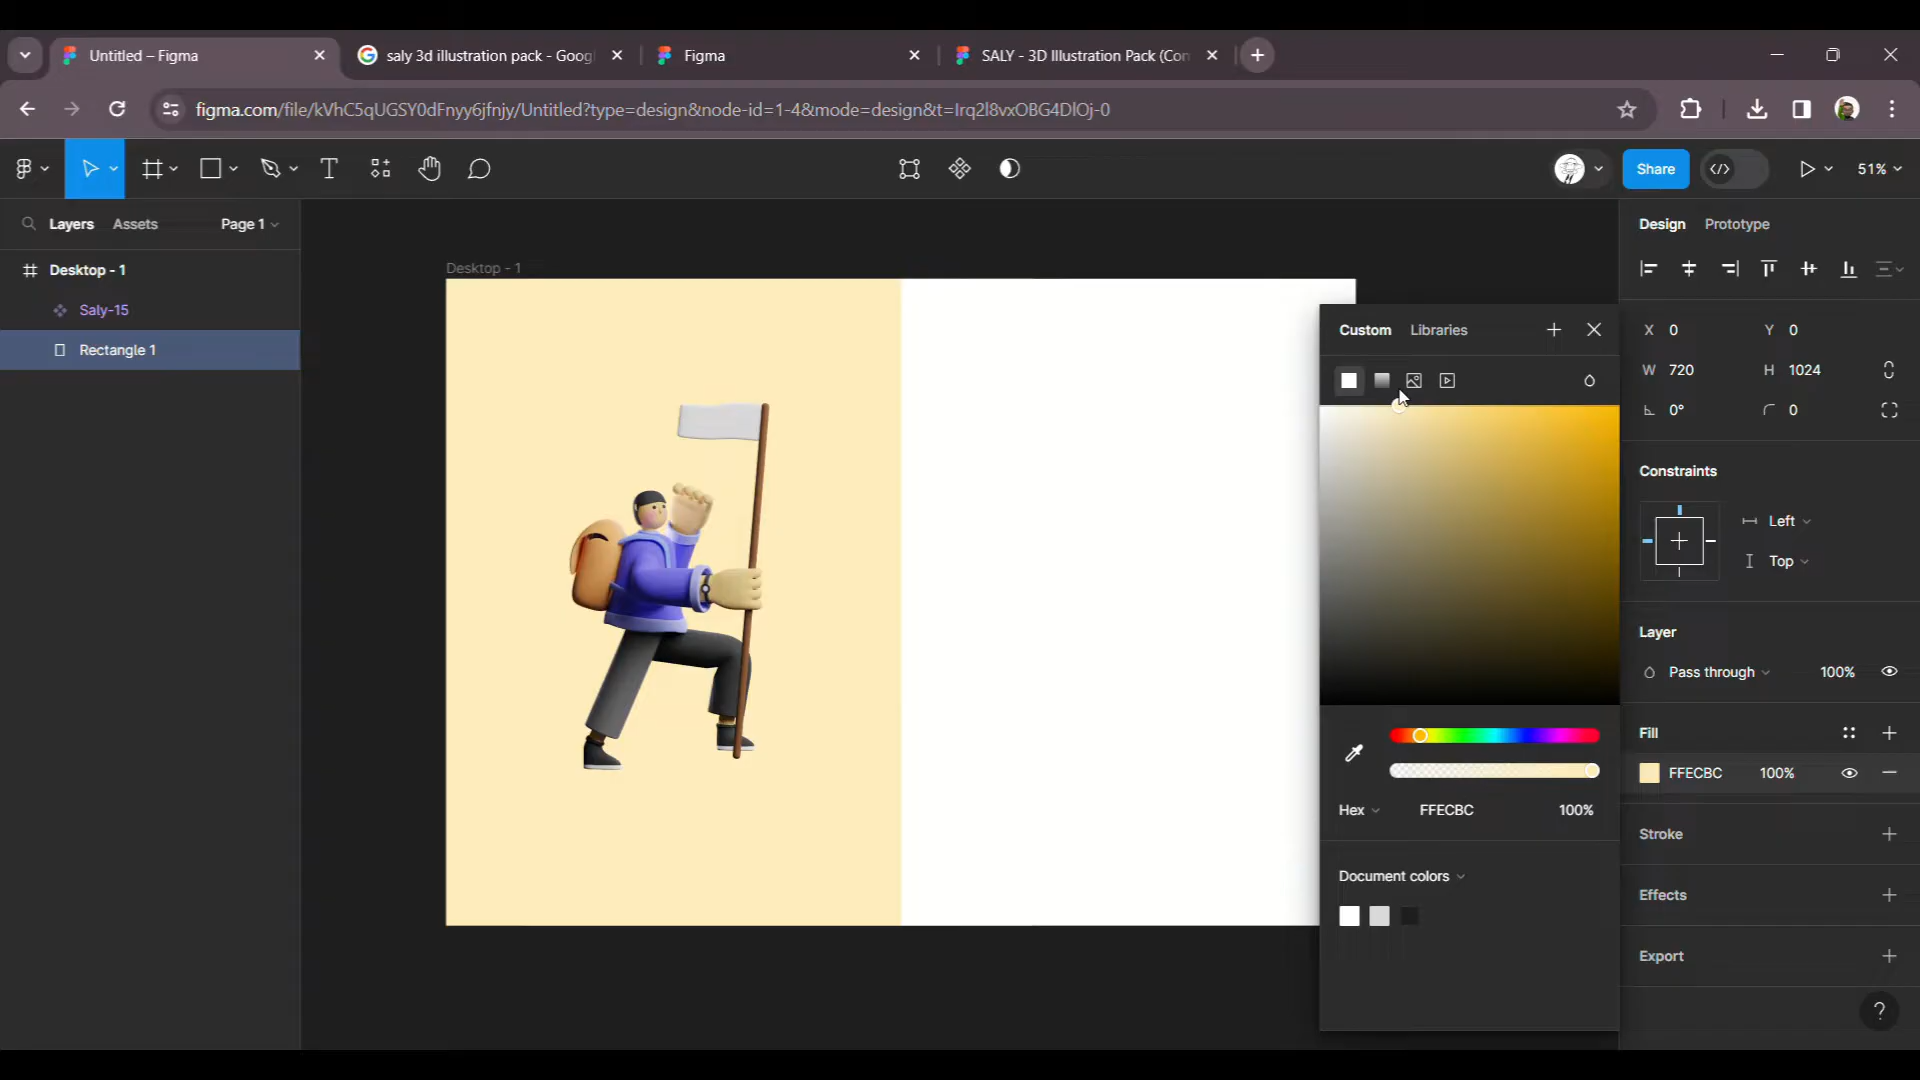 Untitled – Figma
saly 3d illustration pack - Goog
Figma
SALY - 3D Illustration Pack (Con
figma.com/file/kVhC5qUGSY0dFnyy6jfnjy/Untitled?type=design&node-id=1-4&mode=design&t=Irq2l8vxOBG4DlOj-0
Share
51%
Layers
Assets
Page 1
Design
Prototype
Desktop - 1
Saly-15
Rectangle 1
Desktop - 1
Custom
Libraries
Hex
FFECBC
100%
Document colors
X 0
Y 0
W 720
H 1024
0°
0
Constraints
Left
Top
Layer
Pass through
100%
Fill
FFECBC
100%
Stroke
Effects
Export
?